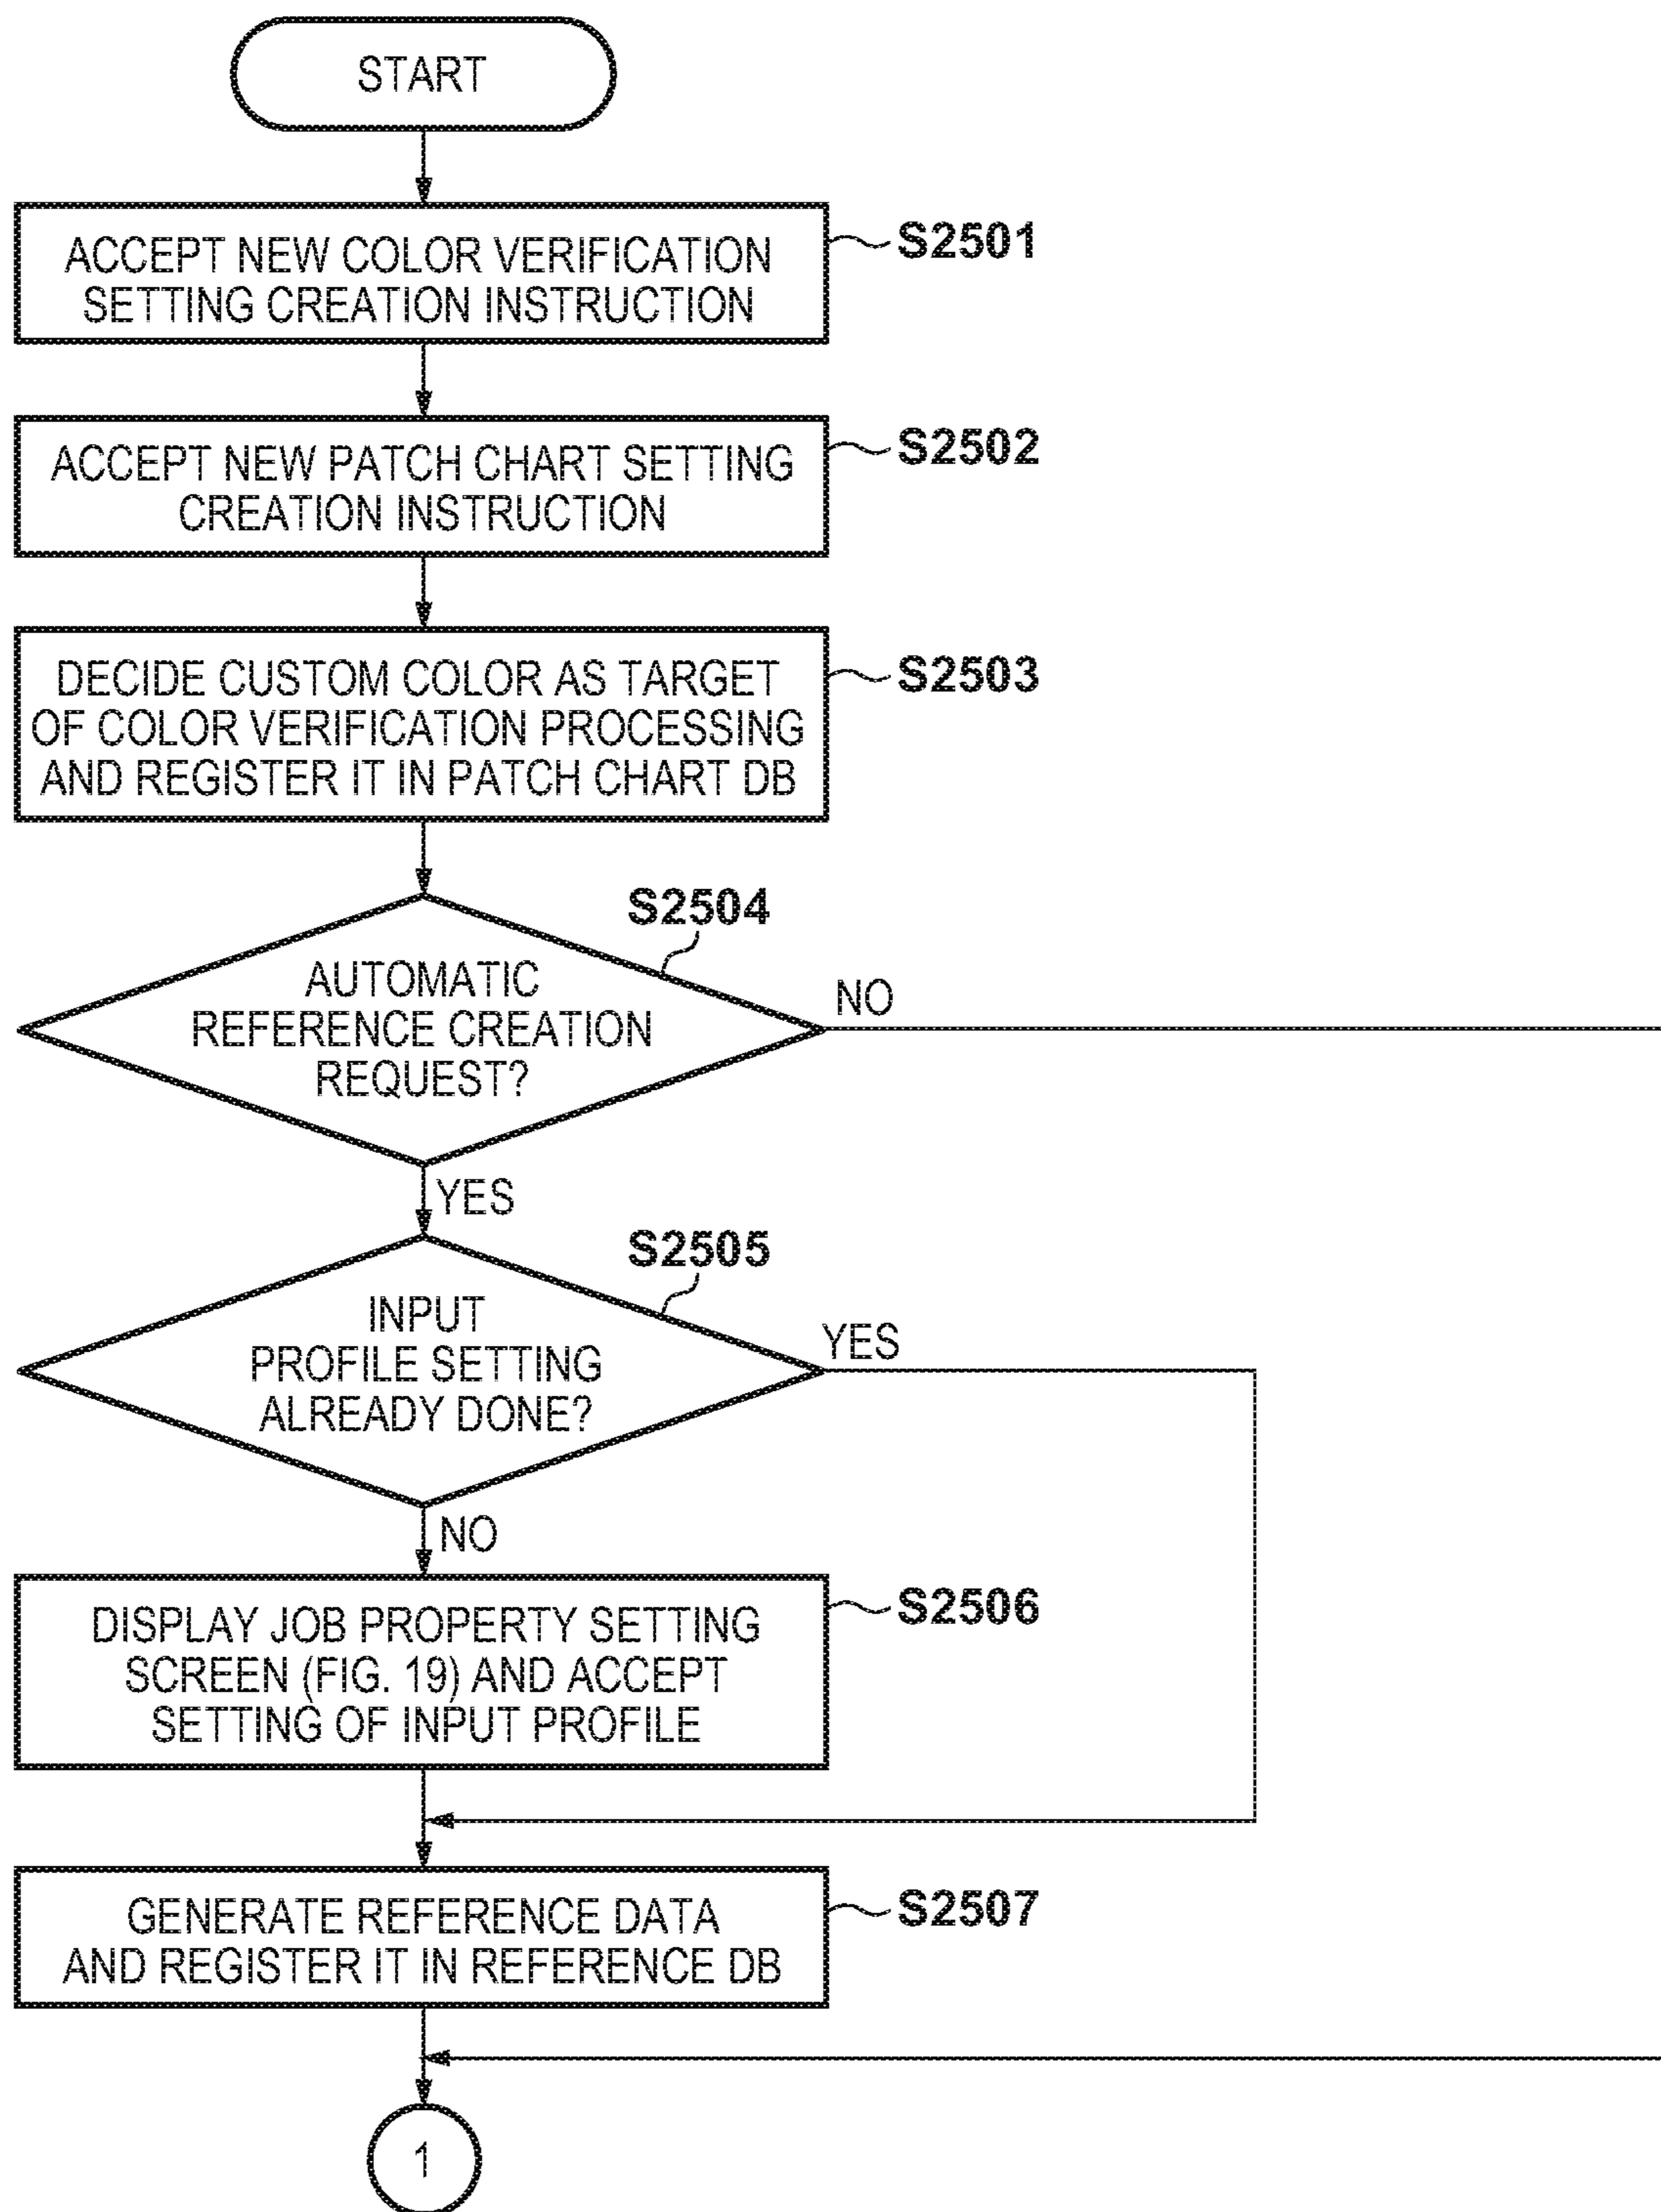 START
ACCEPT NEW COLOR VERIFICATION
SETTING CREATION INSTRUCTION
S2501
ACCEPT NEW PATCH CHART SETTING
CREATION INSTRUCTION
S2502
DECIDE CUSTOM COLOR AS TARGET
OF COLOR VERIFICATION PROCESSING
AND REGISTER IT IN PATCH CHART DB
S2503
S2504
AUTOMATIC
REFERENCE CREATION
REQUEST?
NO
YES
S2505
INPUT
PROFILE SETTING
ALREADY DONE?
YES
NO
DISPLAY JOB PROPERTY SETTING
SCREEN (FIG. 19) AND ACCEPT
SETTING OF INPUT PROFILE
S2506
GENERATE REFERENCE DATA
AND REGISTER IT IN REFERENCE DB
S2507
1